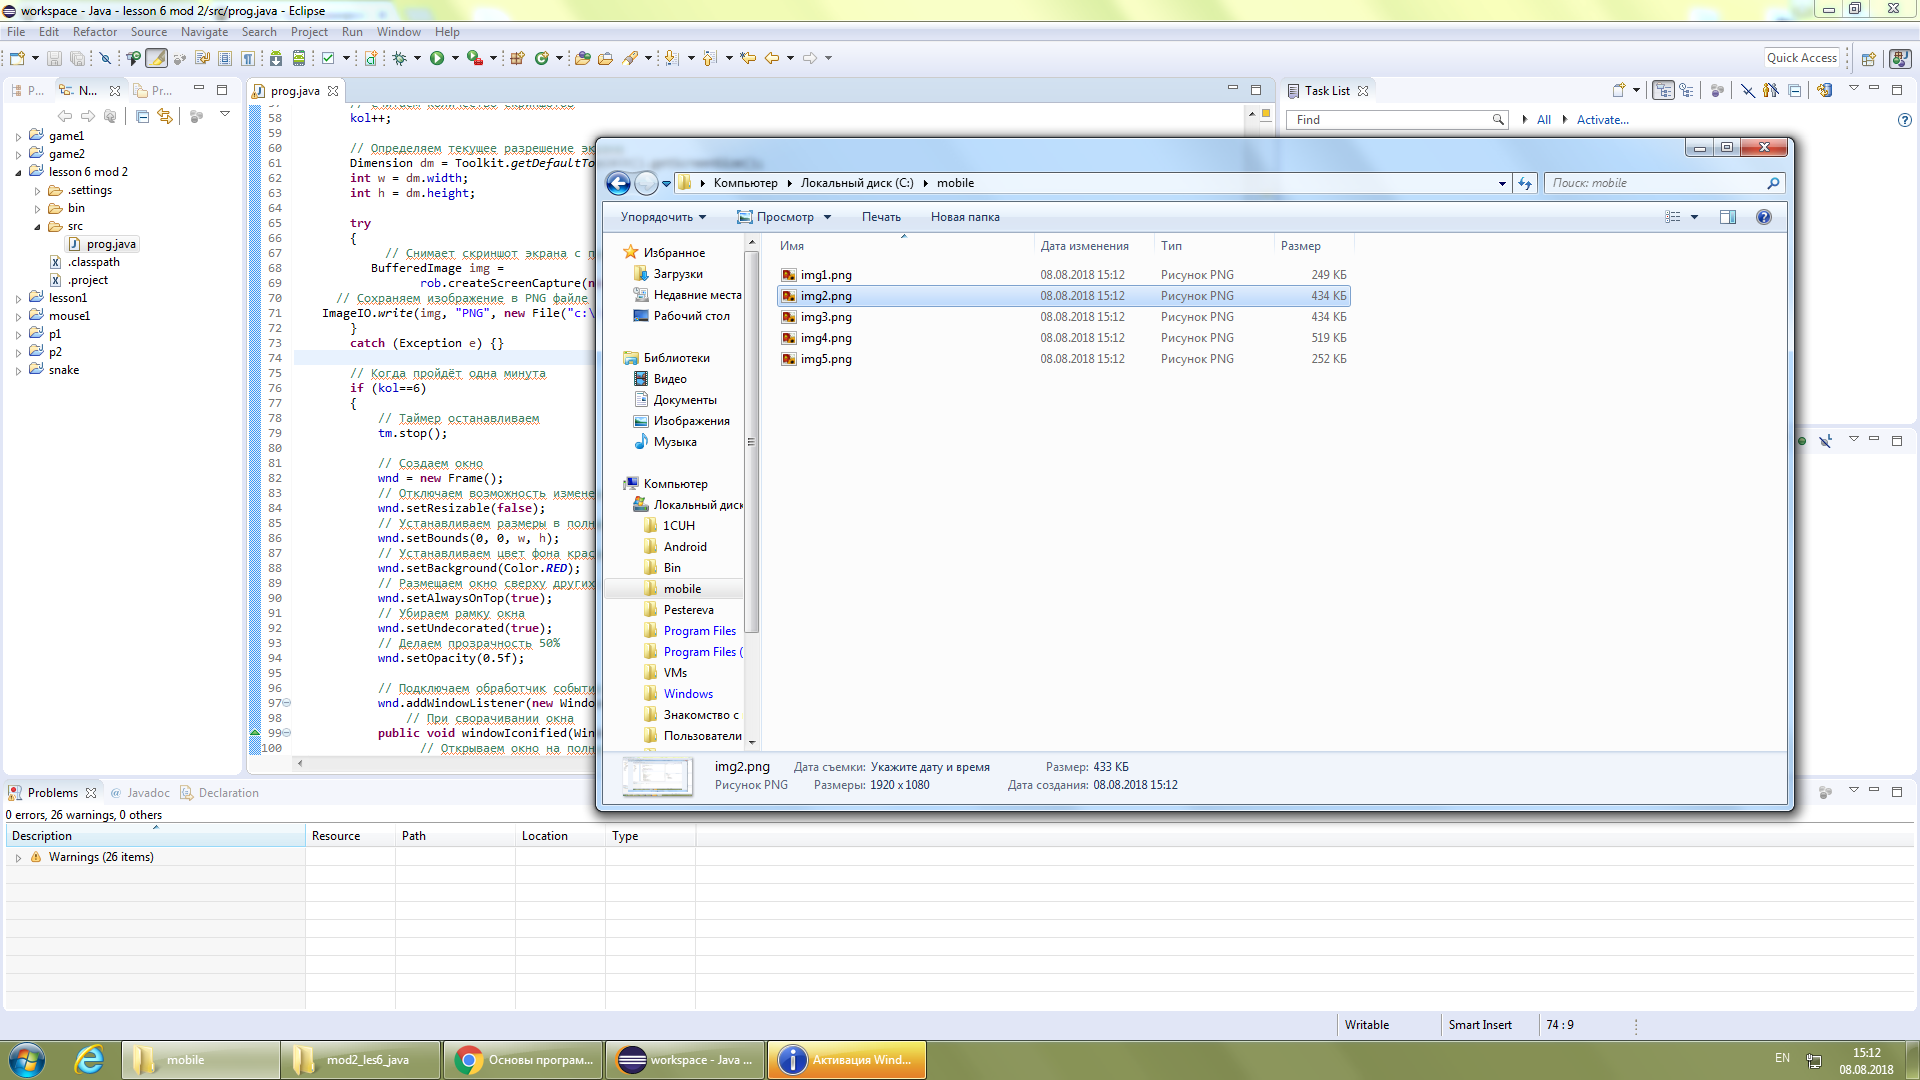 workspace - Java - lesson 6 mod 2/src/prog.java - Eclipse
File Edit Refactor Source Navigate Search Project Run Window Help
Quick Access
P... N... Pr...
prog.java
Task List
Find
All
Activate...
game1
game2
lesson 6 mod 2
.settings
bin
src
prog.java
.classpath
.project
lesson1
mouse1
p1
p2
snake
57 // Считаем количество скриншотов
58 kol++;
59
60 // Определяем текущее разрешение
61 Dimension dm = Toolkit.getDefaultTo
62 int w = dm.width;
63 int h = dm.height;
64
65 try
66 {
67 // Снимает скриншот экрана с п
68 BufferedImage img =
69 rob.createScreenCapture(n
70 // Сохраняем изображение в PNG файле
71 ImageIO.write(img, "PNG", new File("c:\
72 }
73 catch (Exception e) {}
74
75 // Когда пройдёт одна минута
76 if (kol==6)
77 {
78 // Таймер останавливаем
79 tm.stop();
80
81 // Создаем окно
82 wnd = new Frame();
83 // Отключаем возможность измене
84 wnd.setResizable(false);
85 // Устанавливаем размеры в полн
86 wnd.setBounds(0, 0, w, h);
87 // Устанавливаем цвет фона крас
88 wnd.setBackground(Color.RED);
89 // Размещаем окно сверху других
90 wnd.setAlwaysOnTop(true);
91 // Убираем рамку окна
92 wnd.setUndecorated(true);
93 // Делаем прозрачность 50%
94 wnd.setOpacity(0.5f);
95
96 // Подключаем обработчик событи
97 wnd.addWindowListener(new Windo
98 // При сворачивании окна
99 public void windowIconified(Win
100 // Открываем окно на полн
Компьютер Локальный диск (C:) mobile
Поиск: mobile
Упорядочить Просмотр Печать Новая папка
Избранное
Загрузки
Недавние места
Рабочий стол
Библиотеки
Видео
Документы
Изображения
Музыка
Компьютер
Локальный диск
1CUH
Android
Bin
mobile
Pestereva
Program Files
Program Files (
VMs
Windows
Знакомство с
Пользователи
Имя Дата изменения Тип Размер
img1.png 08.08.2018 15:12 Рисунок PNG 249 КБ
img2.png 08.08.2018 15:12 Рисунок PNG 434 КБ
img3.png 08.08.2018 15:12 Рисунок PNG 434 КБ
img4.png 08.08.2018 15:12 Рисунок PNG 519 КБ
img5.png 08.08.2018 15:12 Рисунок PNG 252 КБ
img2.png Дата съемки: Укажите дату и время Размер: 433 КБ
Рисунок PNG Размеры: 1920 x 1080 Дата создания: 08.08.2018 15:12
Problems @ Javadoc Declaration
0 errors, 26 warnings, 0 others
Description Resource Path Location Type
Warnings (26 items)
Writable Smart Insert 74 : 9
mobile
mod2_les6_java
Основы програм...
workspace - Java ...
Активация Wind...
EN
15:12
08.08.2018